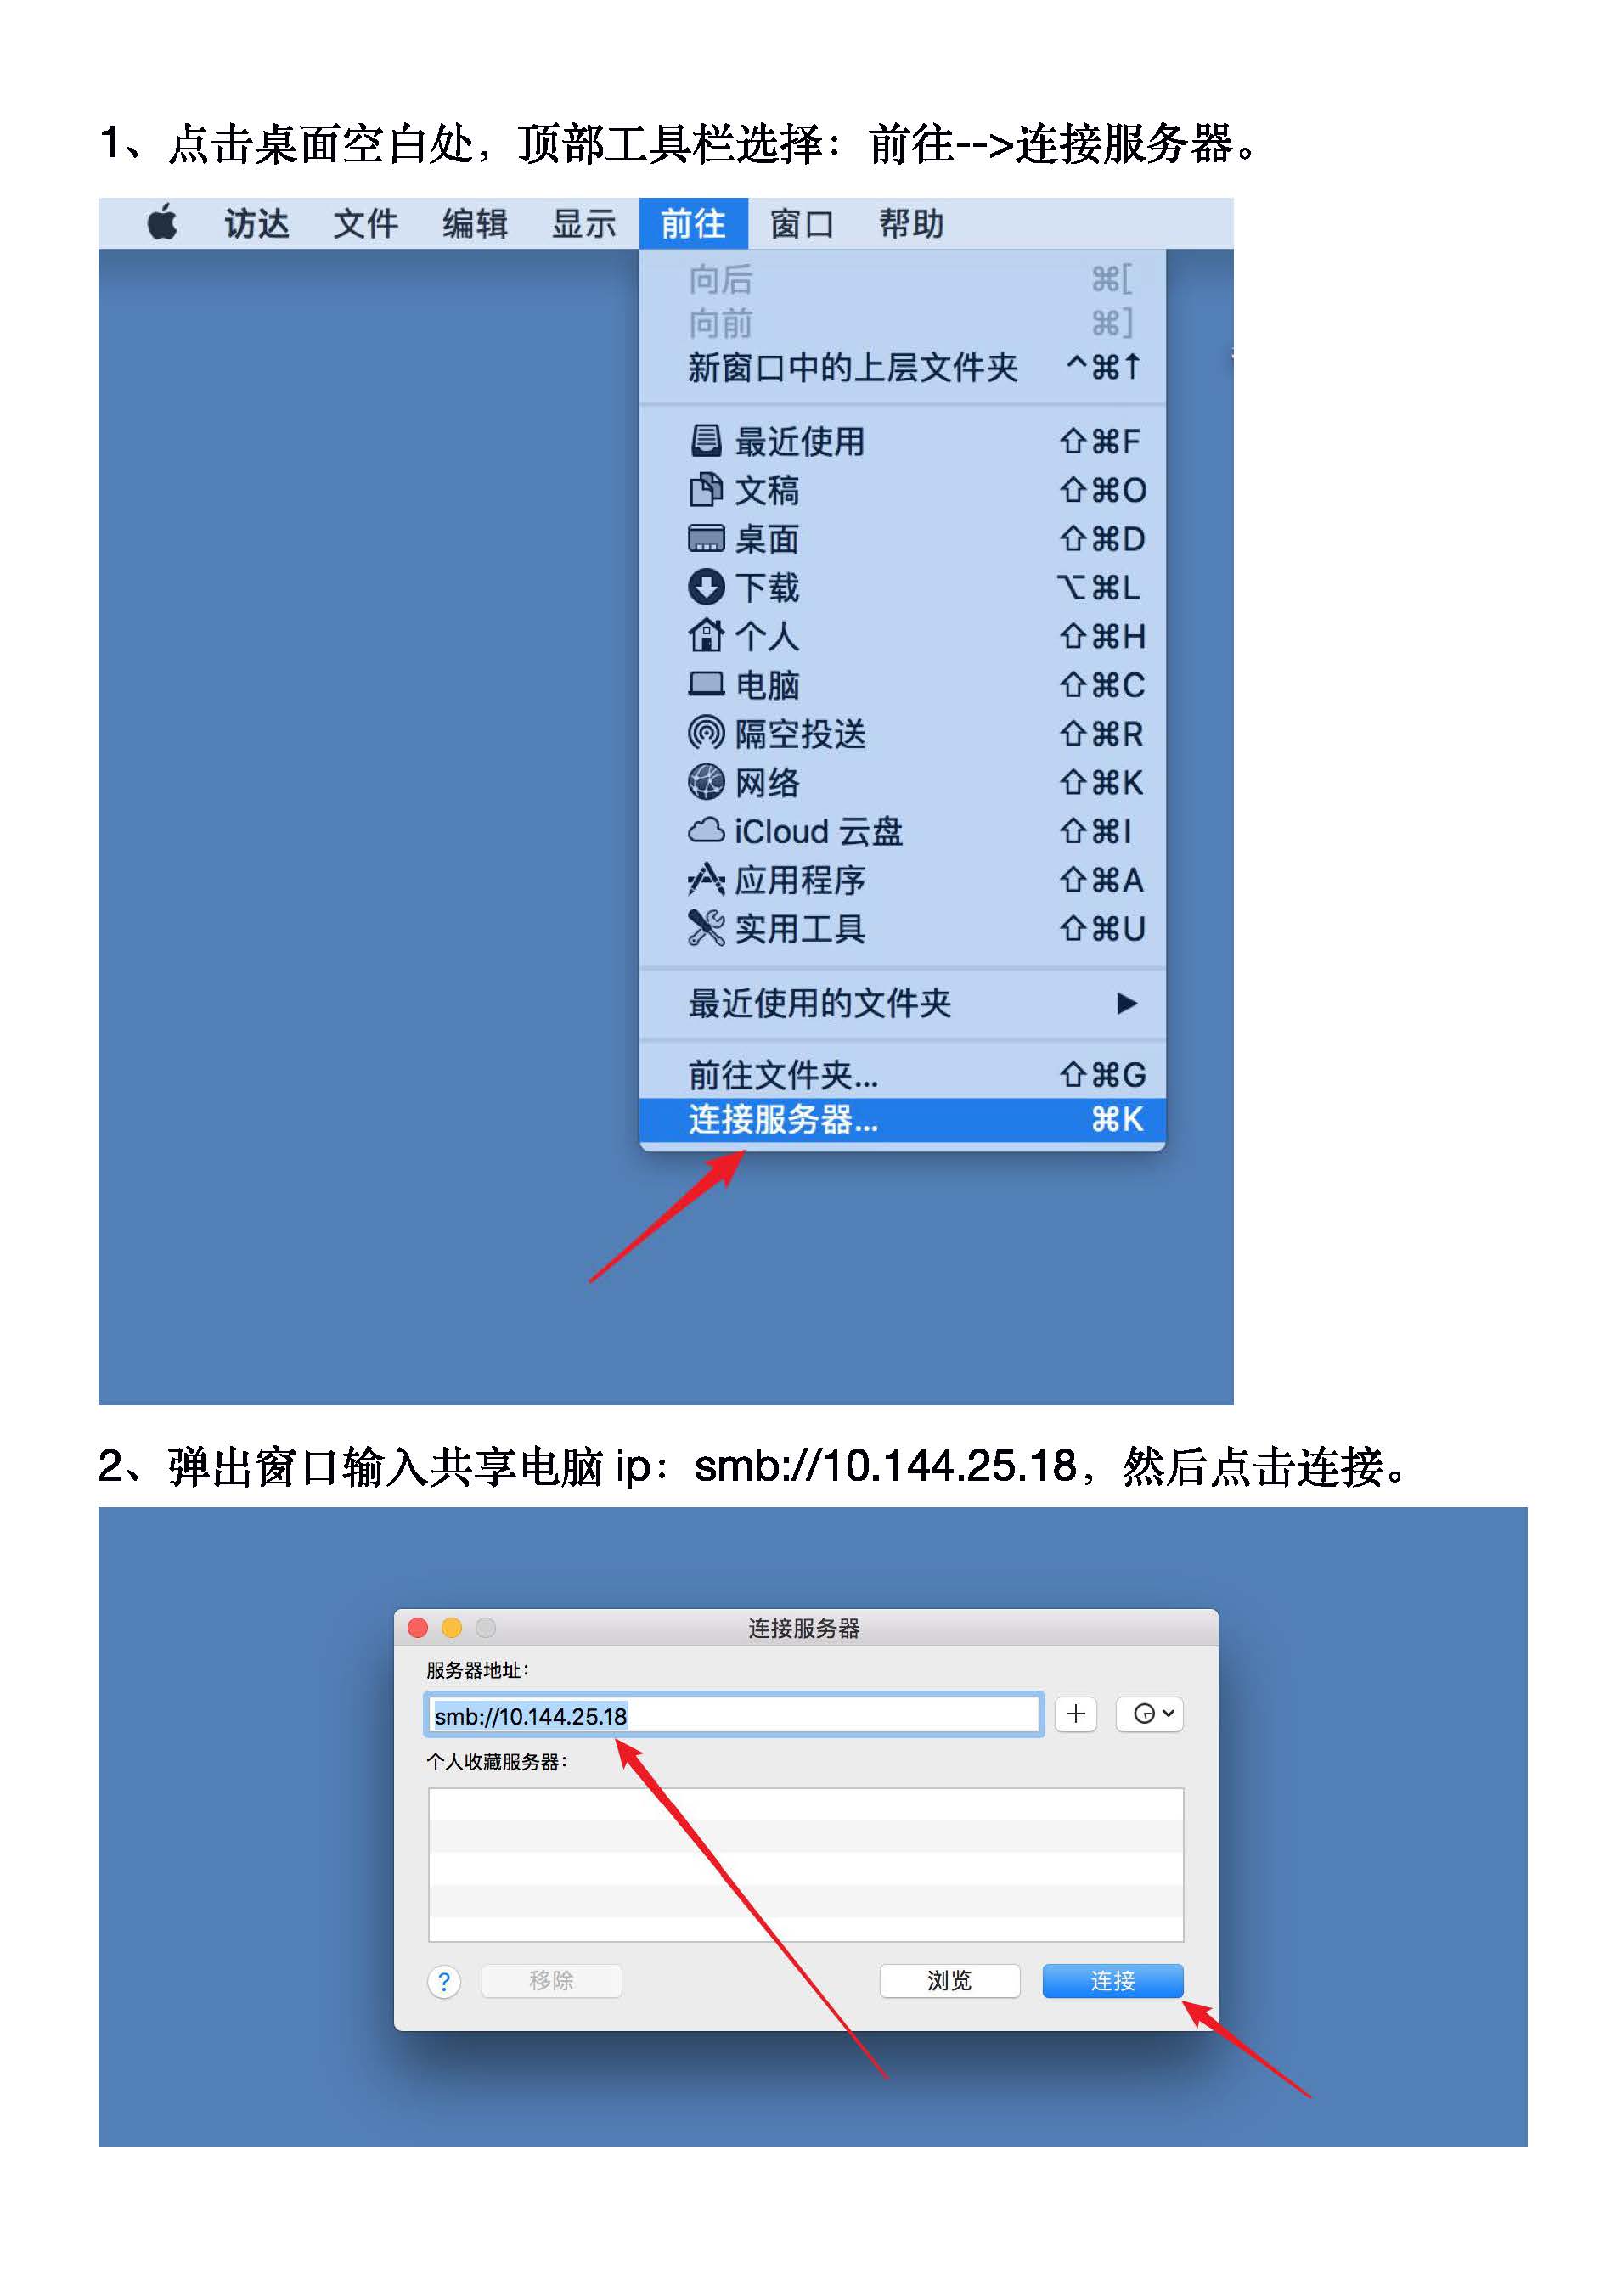 1、点击桌面空白处，顶部工具栏选择：前往-->连接服务器。
访达 文件 编辑 显示 前往 窗口 帮助
向后 ⌘[
向前 ⌘]
新窗口中的上层文件夹 ^⌘↑
最近使用 ⇧⌘F
文稿 ⇧⌘O
桌面 ⇧⌘D
下载 ⌥⌘L
个人 ⇧⌘H
电脑 ⇧⌘C
隔空投送 ⇧⌘R
网络 ⇧⌘K
iCloud 云盘 ⇧⌘I
应用程序 ⇧⌘A
实用工具 ⇧⌘U
最近使用的文件夹 ▶
前往文件夹... ⇧⌘G
连接服务器... ⌘K
2、弹出窗口输入共享电脑 ip：smb://10.144.25.18，然后点击连接。
连接服务器
服务器地址：
smb://10.144.25.18
个人收藏服务器：
? 移除 浏览 连接